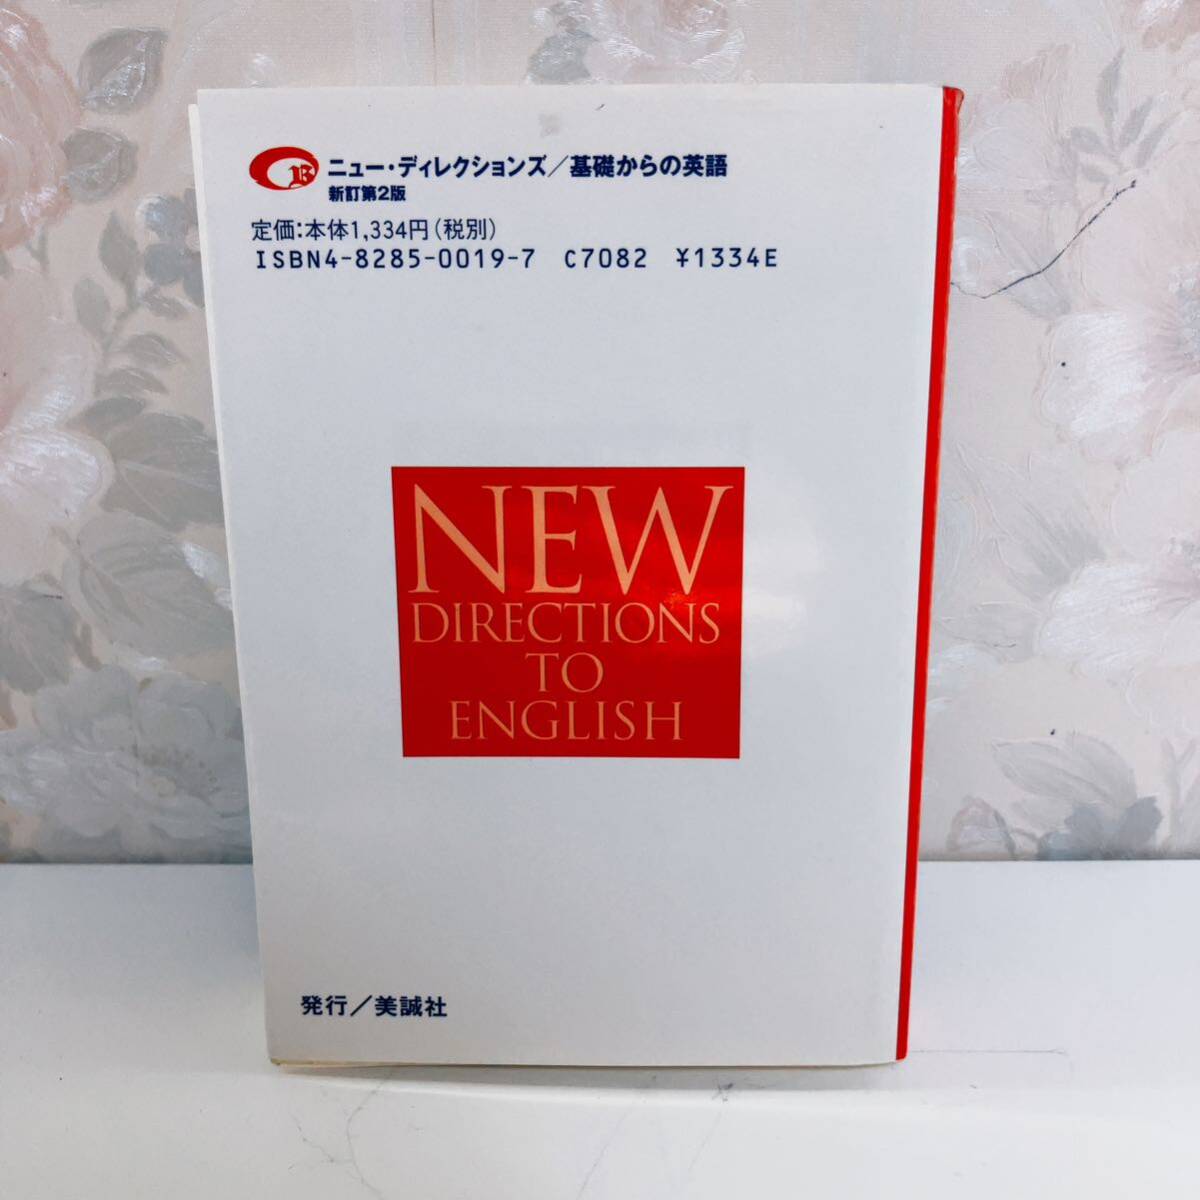 B
ニュー・ディレクションズ/基礎からの英語
新訂第2版
定価:本体1,334円(税別)
ISBN4-8285-0019-7 C7082 ¥1334E
NEW
DIRECTIONS
TO
ENGLISH
発行/美誠社